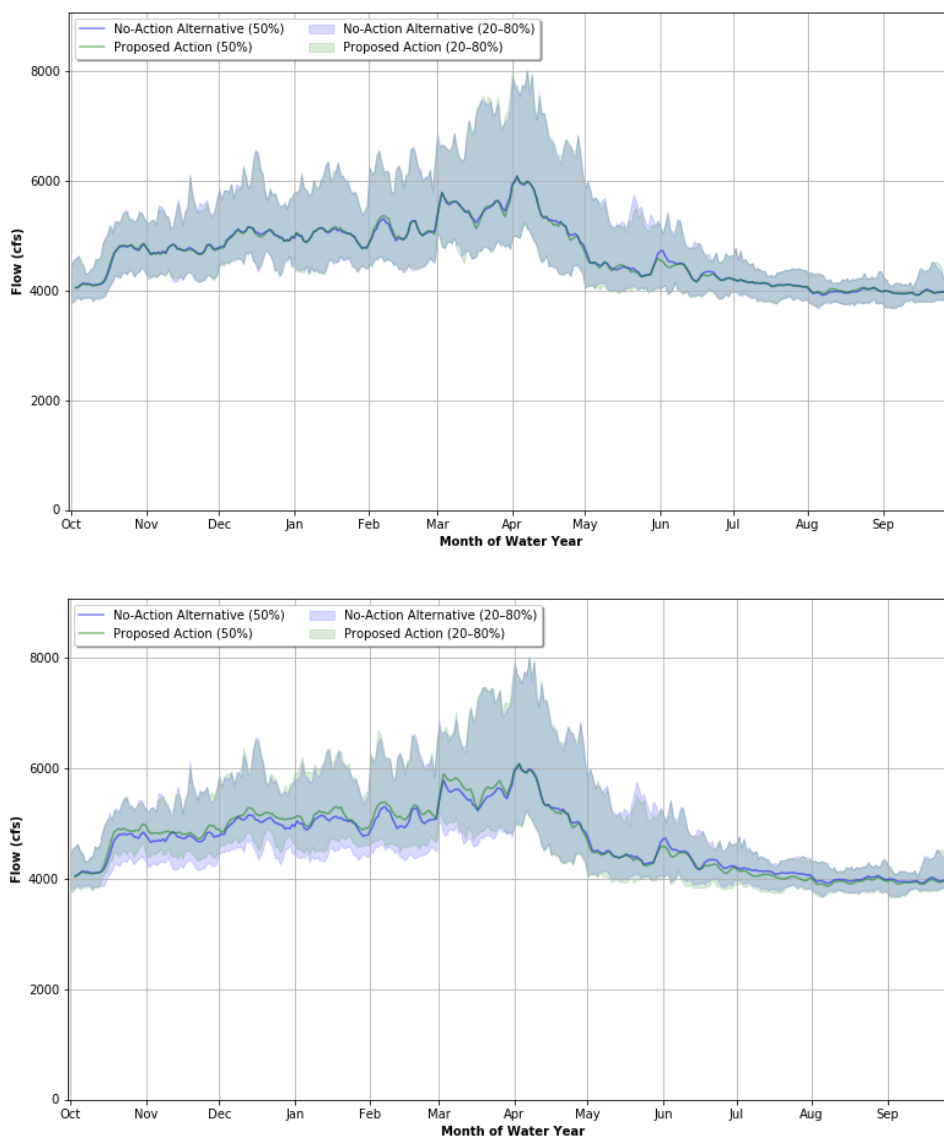 No-Action Alternative (50%) No-Action Alternative (20–80%)
Proposed Action (50%) Proposed Action (20–80%)
8000
6000
4000
2000
0
Flow (cfs)
Oct Nov Dec Jan Feb Mar Apr May Jun Jul Aug Sep
Month of Water Year
No-Action Alternative (50%) No-Action Alternative (20–80%)
Proposed Action (50%) Proposed Action (20–80%)
8000
6000
4000
2000
0
Flow (cfs)
Oct Nov Dec Jan Feb Mar Apr May Jun Jul Aug Sep
Month of Water Year